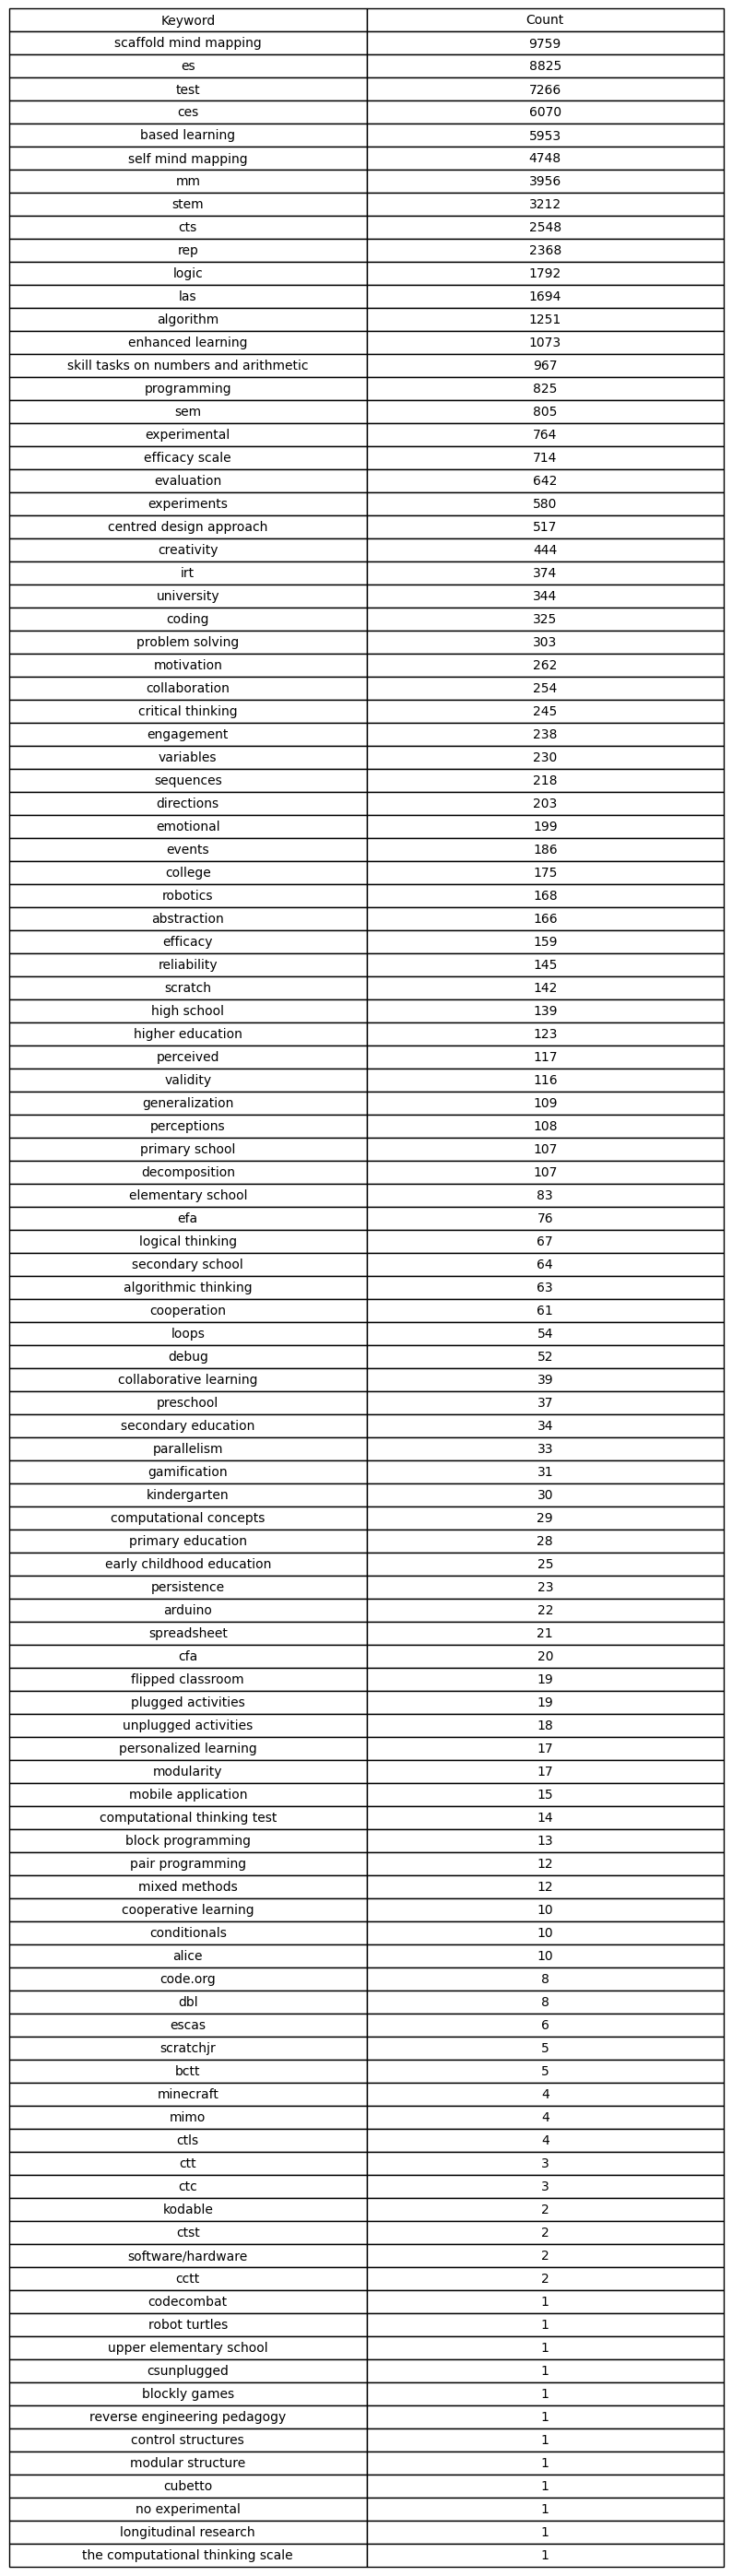 Keyword Count
scaffold mind mapping 9759
es 8825
test 7266
ces 6070
based learning 5953
self mind mapping 4748
mm 3956
stem 3212
cts 2548
rep 2368
logic 1792
las 1694
algorithm 1251
enhanced learning 1073
skill tasks on numbers and arithmetic 967
programming 825
sem 805
experimental 764
efficacy scale 714
evaluation 642
experiments 580
centred design approach 517
creativity 444
irt 374
university 344
coding 325
problem solving 303
motivation 262
collaboration 254
critical thinking 245
engagement 238
variables 230
sequences 218
directions 203
emotional 199
events 186
college 175
robotics 168
abstraction 166
efficacy 159
reliability 145
scratch 142
high school 139
higher education 123
perceived 117
validity 116
generalization 109
perceptions 108
primary school 107
decomposition 107
elementary school 83
efa 76
logical thinking 67
secondary school 64
algorithmic thinking 63
cooperation 61
loops 54
debug 52
collaborative learning 39
preschool 37
secondary education 34
parallelism 33
gamification 31
kindergarten 30
computational concepts 29
primary education 28
early childhood education 25
persistence 23
arduino 22
spreadsheet 21
cfa 20
flipped classroom 19
plugged activities 19
unplugged activities 18
personalized learning 17
modularity 17
mobile application 15
computational thinking test 14
block programming 13
pair programming 12
mixed methods 12
cooperative learning 10
conditionals 10
alice 10
code.org 8
dbl 8
escas 6
scratchjr 5
bctt 5
minecraft 4
mimo 4
ctls 4
ctt 3
ctc 3
kodable 2
ctst 2
software/hardware 2
cctt 2
codecombat 1
robot turtles 1
upper elementary school 1
csunplugged 1
blockly games 1
reverse engineering pedagogy 1
control structures 1
modular structure 1
cubetto 1
no experimental 1
longitudinal research 1
the computational thinking scale 1